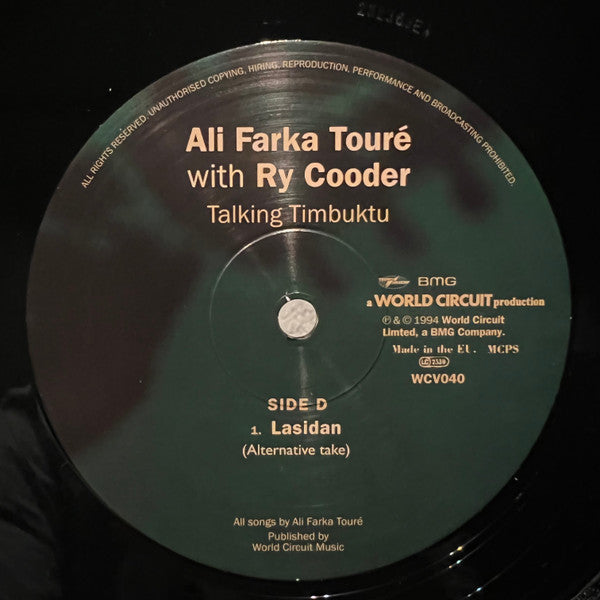 ALL RIGHTS RESERVED. UNAUTHORISED COPYING, HIRING, REPRODUCTION, PERFORMANCE AND BROADCASTING PROHIBITED.
Ali Farka Touré
with Ry Cooder
Talking Timbuktu
BMG
a WORLD CIRCUIT production
℗ & © 1994 World Circuit
Limted, a BMG Company.
Made in the EU. MCPS
LC 2339
WCV040
SIDE D
1. Lasidan
(Alternative take)
All songs by Ali Farka Touré
Published by
World Circuit Music